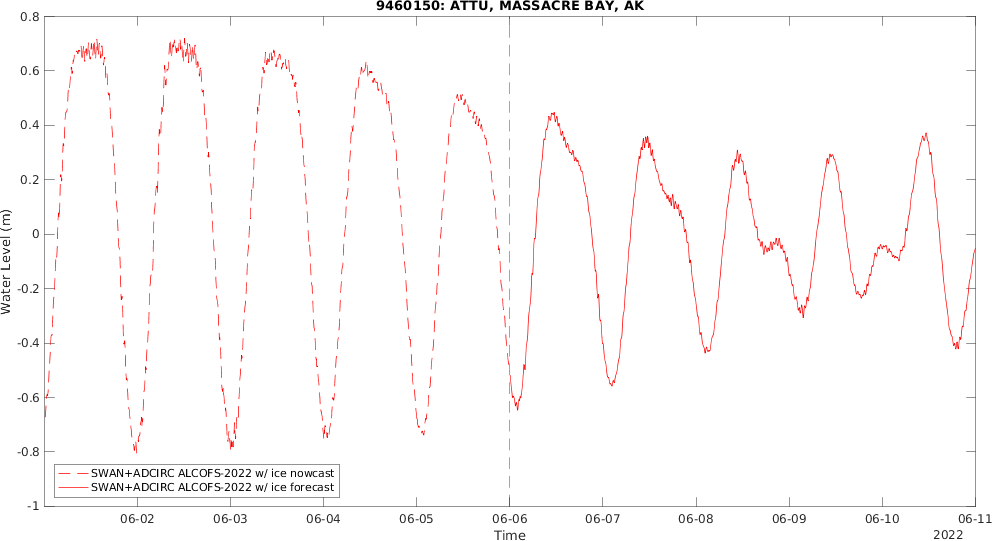 9460150: ATTU, MASSACRE BAY, AK
Water Level (m)
0.8
0.6
0.4
0.2
0
-0.2
-0.4
-0.6
-0.8
-1
SWAN+ADCIRC ALCOFS-2022 w/ ice nowcast
SWAN+ADCIRC ALCOFS-2022 w/ ice forecast
06-02 06-03 06-04 06-05 06-06 06-07 06-08 06-09 06-10 06-11
Time
2022